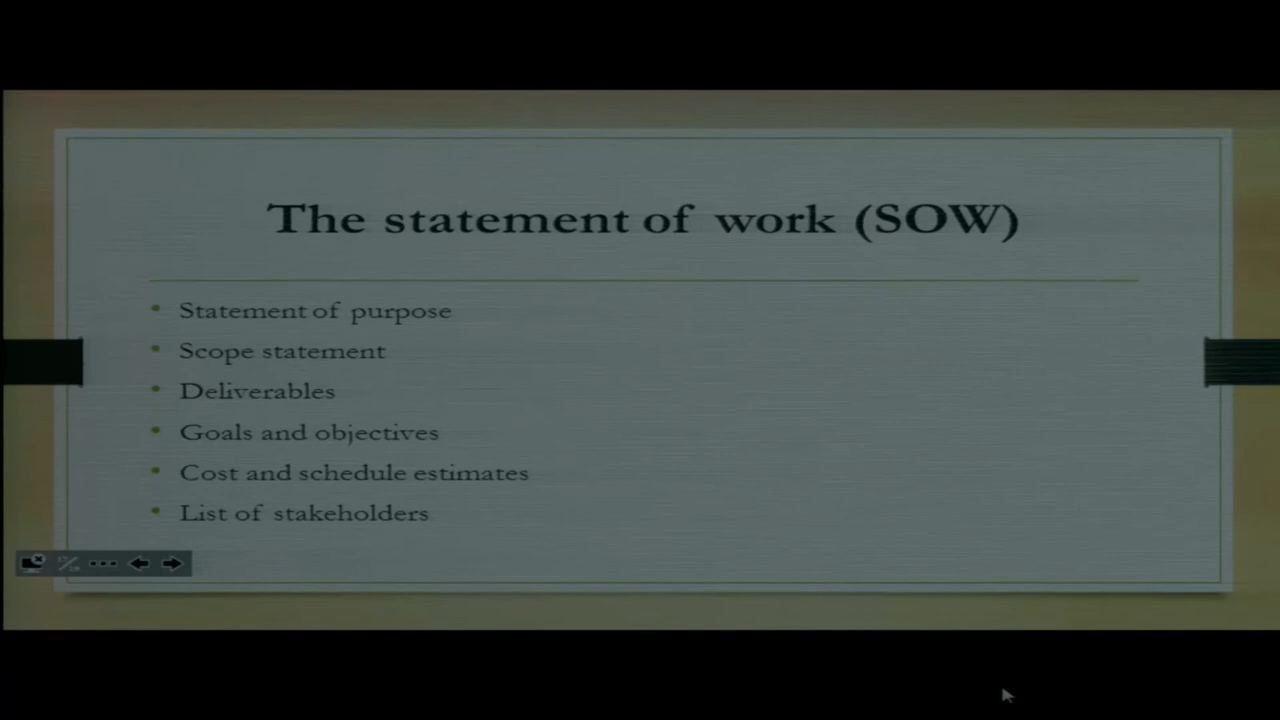 The statement of work (SOW)
• Statement of purpose
• Scope statement
• Deliverables
• Goals and objectives
• Cost and schedule estimates
• List of stakeholders